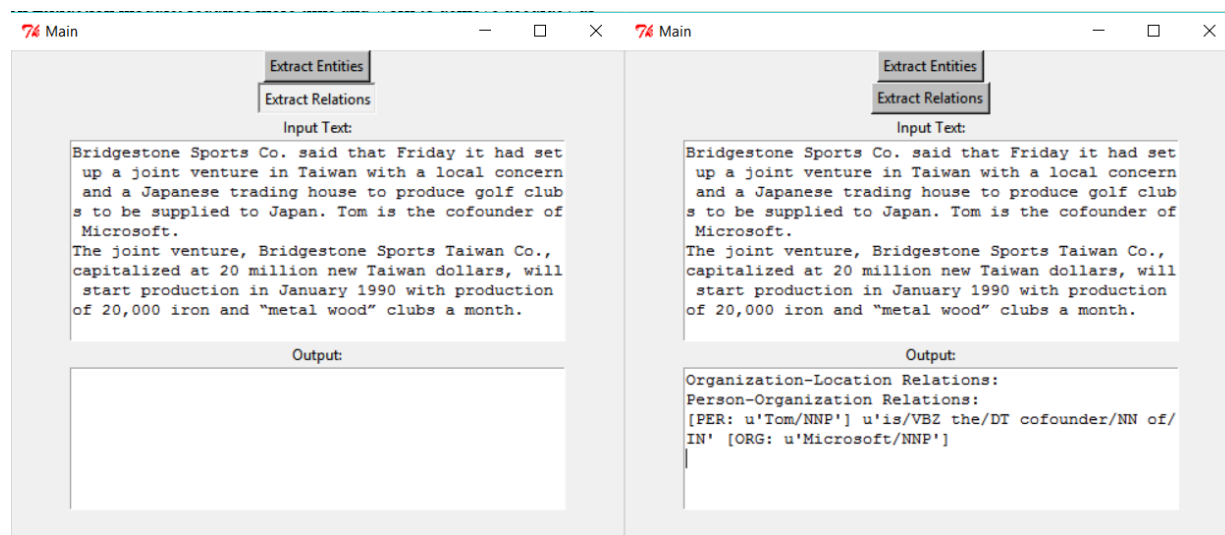 Main
Extract Entities
Extract Relations
Input Text:
Bridgestone Sports Co. said that Friday it had set
up a joint venture in Taiwan with a local concern
and a Japanese trading house to produce golf club
s to be supplied to Japan. Tom is the cofounder of
Microsoft.
The joint venture, Bridgestone Sports Taiwan Co.,
capitalized at 20 million new Taiwan dollars, will
start production in January 1990 with production
of 20,000 iron and “metal wood” clubs a month.
Output:
Main
Extract Entities
Extract Relations
Input Text:
Bridgestone Sports Co. said that Friday it had set
up a joint venture in Taiwan with a local concern
and a Japanese trading house to produce golf club
s to be supplied to Japan. Tom is the cofounder of
Microsoft.
The joint venture, Bridgestone Sports Taiwan Co.,
capitalized at 20 million new Taiwan dollars, will
start production in January 1990 with production
of 20,000 iron and “metal wood” clubs a month.
Output:
Organization-Location Relations:
Person-Organization Relations:
[PER: u'Tom/NNP'] u'is/VBZ the/DT cofounder/NN of/
IN' [ORG: u'Microsoft/NNP']